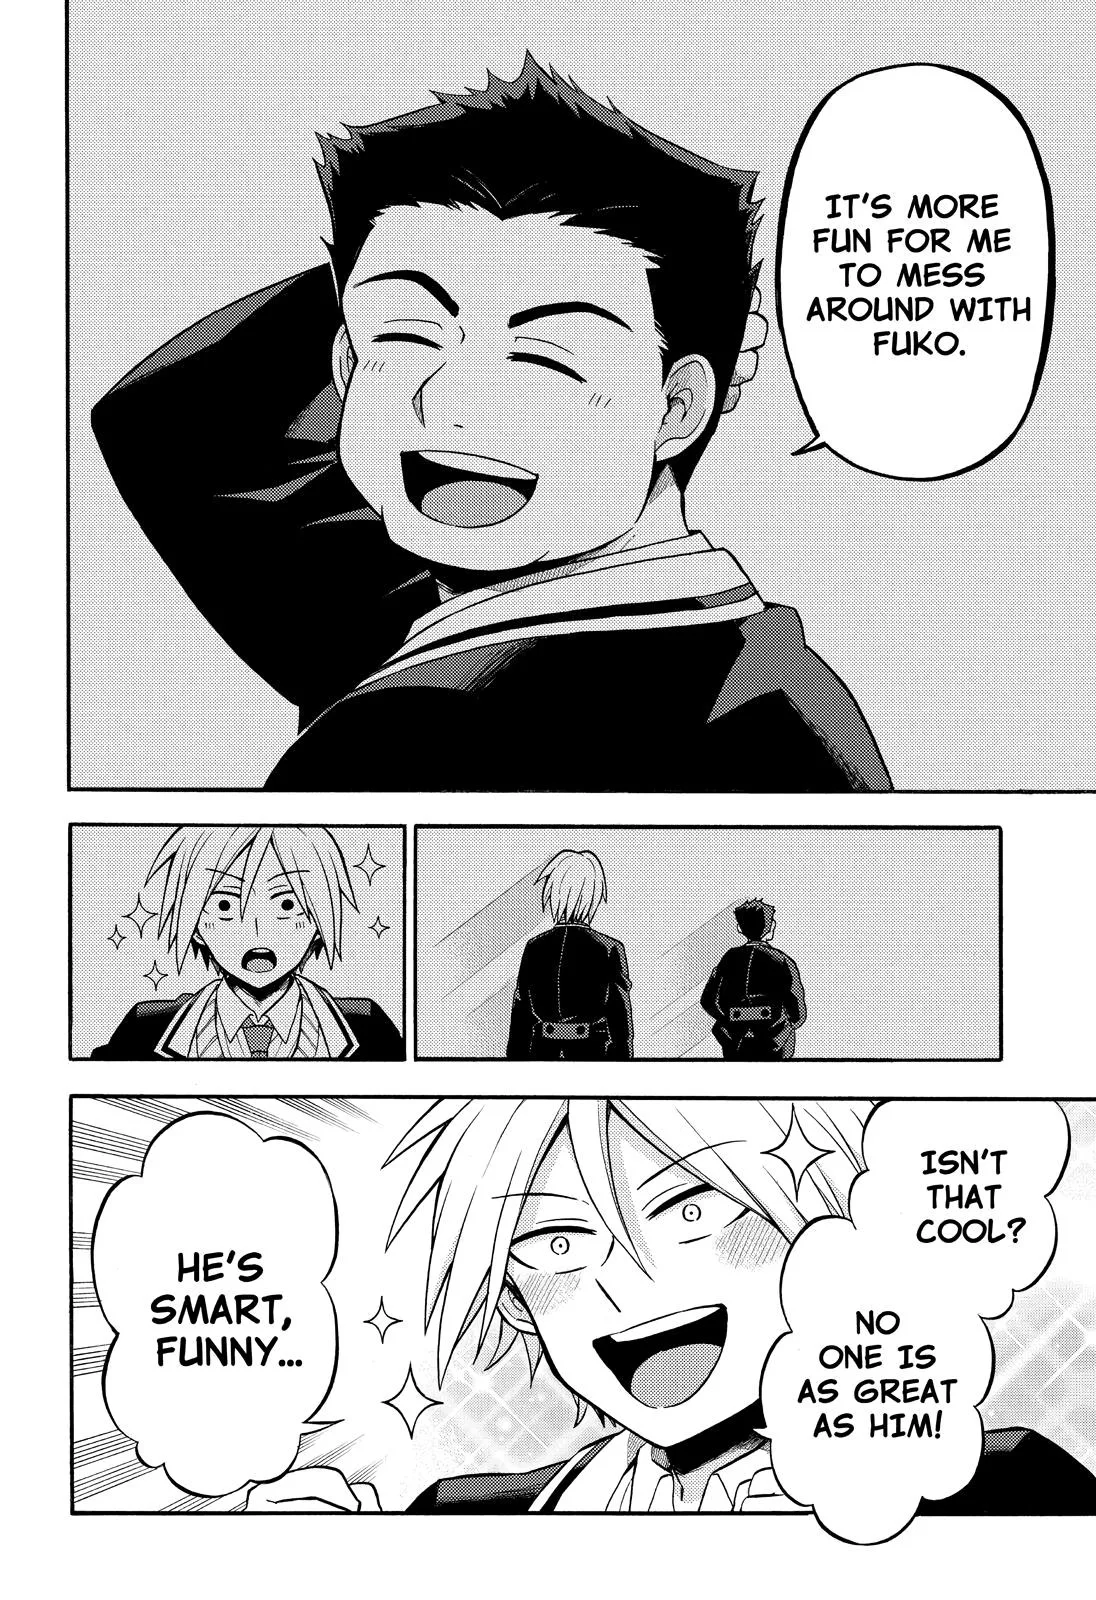 IT'S MORE
FUN FOR ME
TO MESS
AROUND WITH
FUKO.
ISN'T
THAT
COOL?
NO
ONE IS
AS GREAT
AS HIM!
HE'S
SMART,
FUNNY...